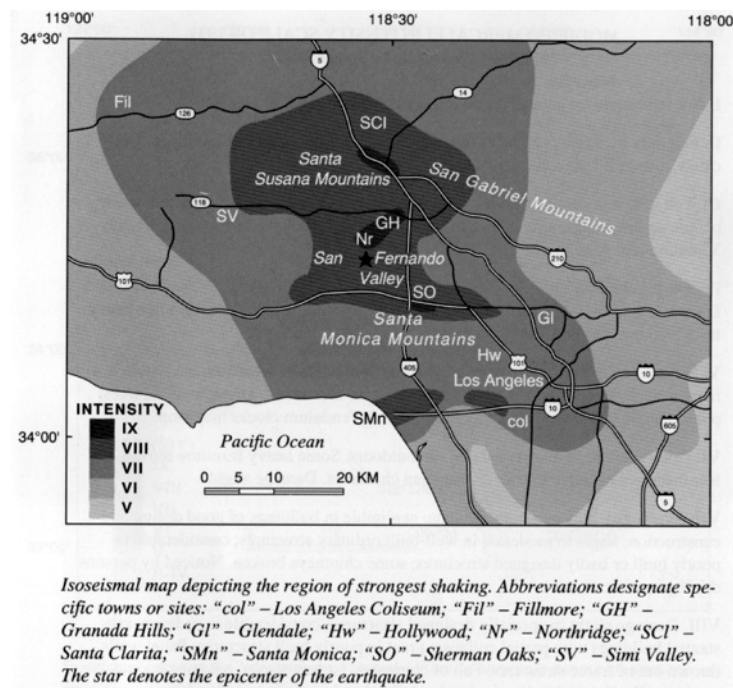 119°00'
118°30'
118°00'
34°30'
5
14
Fil
126
SCl
Santa
Susana Mountains
San Gabriel Mountains
118
SV
GH
Nr
San Fernando
Valley
210
101
SO
Santa
Monica Mountains
Gl
Hw
101
405
Los Angeles
10
SMn
col
10
605
5
INTENSITY
IX
VIII
VII
VI
V
34°00'
Pacific Ocean
0 5 10 20 KM
Isoseismal map depicting the region of strongest shaking. Abbreviations designate spe-
cific towns or sites: “col” – Los Angeles Coliseum; “Fil” – Fillmore; “GH” –
Granada Hills; “Gl” – Glendale; “Hw” – Hollywood; “Nr” – Northridge; “SCl” –
Santa Clarita; “SMn” – Santa Monica; “SO” – Sherman Oaks; “SV” – Simi Valley.
The star denotes the epicenter of the earthquake.